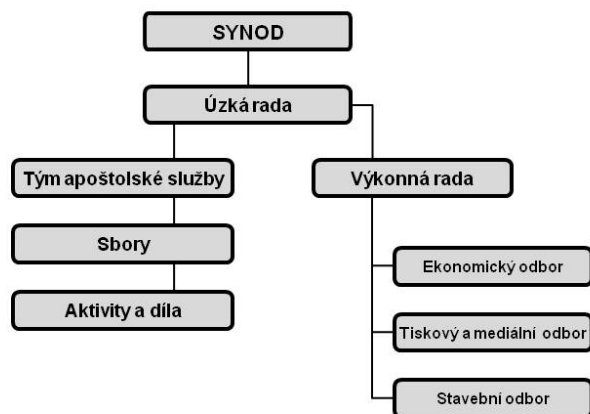 SYNOD
Úzká rada
Tým apoštolské služby
Výkonná rada
Sbory
Ekonomický odbor
Aktivity a díla
Tiskový a mediální odbor
Stavební odbor